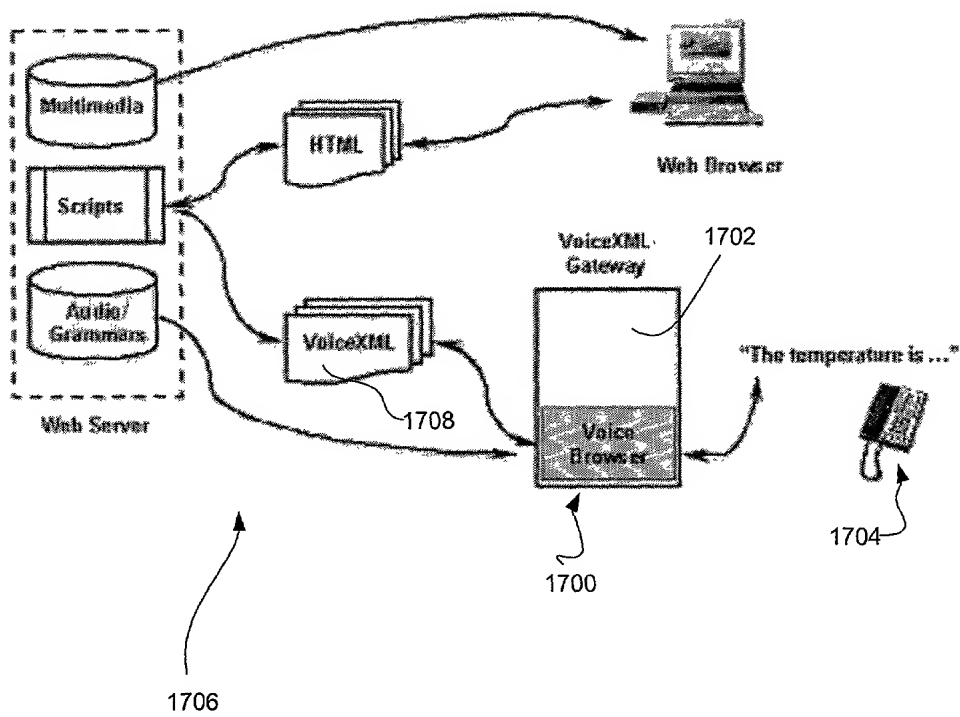 Multimedia
Scripts
Audio/
Grammars
Web Server
HTML
VoiceXML
1708
Web Browser
VoiceXML
Gateway
1702
Voice
Browser
1700
"The temperature is ..."
1704
1706